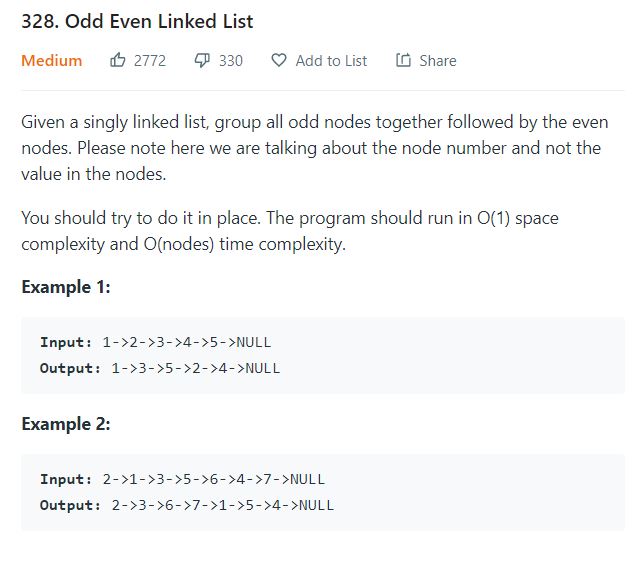 328. Odd Even Linked List
Medium 2772 330 Add to List Share
Given a singly linked list, group all odd nodes together followed by the even
nodes. Please note here we are talking about the node number and not the
value in the nodes.
You should try to do it in place. The program should run in O(1) space
complexity and O(nodes) time complexity.
Example 1:
Input: 1->2->3->4->5->NULL
Output: 1->3->5->2->4->NULL
Example 2:
Input: 2->1->3->5->6->4->7->NULL
Output: 2->3->6->7->1->5->4->NULL